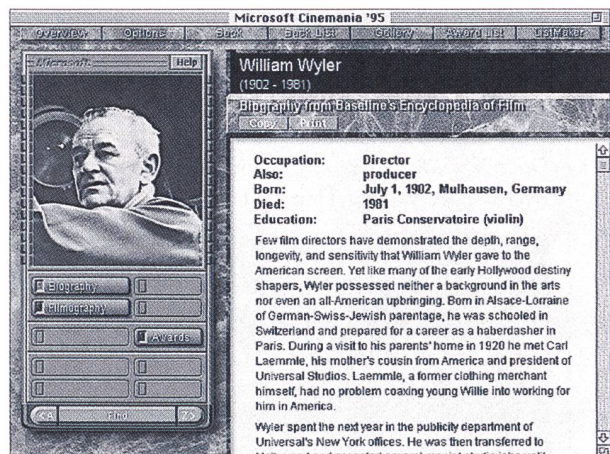 Microsoft Cinemania '95
Overview Options Back Back List Gallery Award List ListMaker
Microsoft Help
William Wyler
(1902 - 1981)
Biography from Baseline's Encyclopedia of Film
Copy Print
Occupation: Director
Also: producer
Born: July 1, 1902, Mulhausen, Germany
Died: 1981
Education: Paris Conservatoire (violin)
Few film directors have demonstrated the depth, range,
longevity, and sensitivity that William Wyler gave to the
American screen. Yet like many of the early Hollywood destiny
shapers, Wyler possessed neither a background in the arts
nor even an all-American upbringing. Born in Alsace-Lorraine
of German-Swiss-Jewish parentage, he was schooled in
Switzerland and prepared for a career as a haberdasher in
Paris. During a visit to his parents' home in 1920 he met Carl
Laemmle, his mother's cousin from America and president of
Universal Studios. Laemmle, a former clothing merchant
himself, had no problem coaxing young Willie into working for
him in America.
Wyler spent the next year in the publicity department of
Universal's New York offices. He was then transferred to
Biography
Filmography
Awards
<A Find Z>